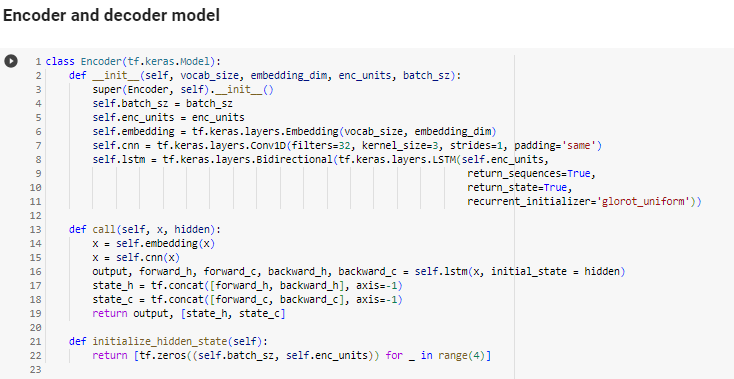 Encoder and decoder model
1 class Encoder(tf.keras.Model):
2     def __init__(self, vocab_size, embedding_dim, enc_units, batch_sz):
3         super(Encoder, self).__init__()
4         self.batch_sz = batch_sz
5         self.enc_units = enc_units
6         self.embedding = tf.keras.layers.Embedding(vocab_size, embedding_dim)
7         self.cnn = tf.keras.layers.Conv1D(filters=32, kernel_size=3, strides=1, padding='same')
8         self.lstm = tf.keras.layers.Bidirectional(tf.keras.layers.LSTM(self.enc_units,
9                                                                        return_sequences=True,
10                                                                        return_state=True,
11                                                                        recurrent_initializer='glorot_uniform'))
12
13     def call(self, x, hidden):
14         x = self.embedding(x)
15         x = self.cnn(x)
16         output, forward_h, forward_c, backward_h, backward_c = self.lstm(x, initial_state = hidden)
17         state_h = tf.concat([forward_h, backward_h], axis=-1)
18         state_c = tf.concat([forward_c, backward_c], axis=-1)
19         return output, [state_h, state_c]
20
21     def initialize_hidden_state(self):
22         return [tf.zeros((self.batch_sz, self.enc_units)) for _ in range(4)]
23